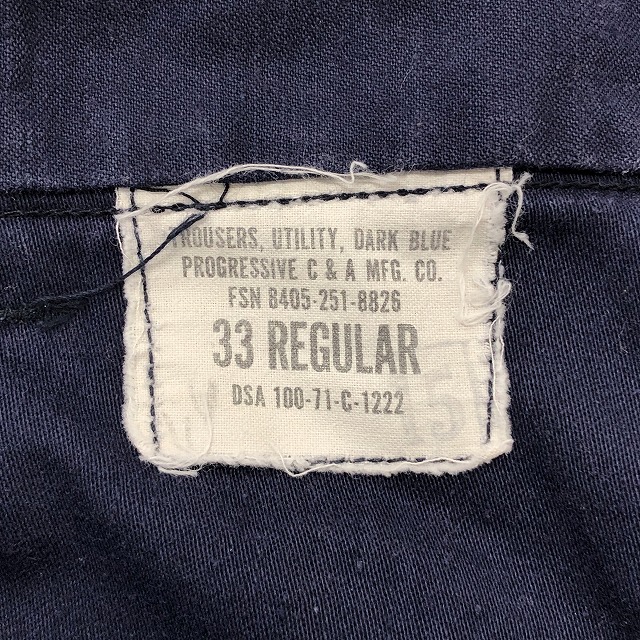 TROUSERS, UTILITY, DARK BLUE
PROGRESSIVE C & A MFG. CO.
FSN 8405-251-8826
33 REGULAR
DSA 100-71-C-1222